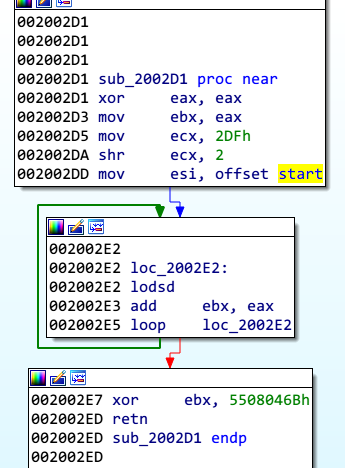 002002D1
002002D1
002002D1
002002D1 sub_2002D1 proc near
002002D1 xor eax, eax
002002D3 mov ebx, eax
002002D5 mov ecx, 2DFh
002002DA shr ecx, 2
002002DD mov esi, offset start
002002E2
002002E2 loc_2002E2:
002002E2 lodsd
002002E3 add ebx, eax
002002E5 loop loc_2002E2
002002E7 xor ebx, 5508046Bh
002002ED retn
002002ED sub_2002D1 endp
002002ED